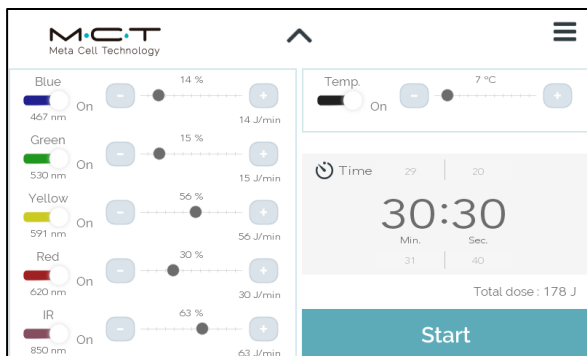 M·C·T
Meta Cell Technology
Blue
On
467 nm
14 %
14 J/min
Green
On
530 nm
15 %
15 J/min
Yellow
On
591 nm
56 %
56 J/min
Red
On
620 nm
30 %
30 J/min
IR
On
850 nm
63 %
63 J/min
Temp.
On
7 ºC
Time
29 20
30:30
Min. Sec.
31 40
Total dose : 178 J
Start